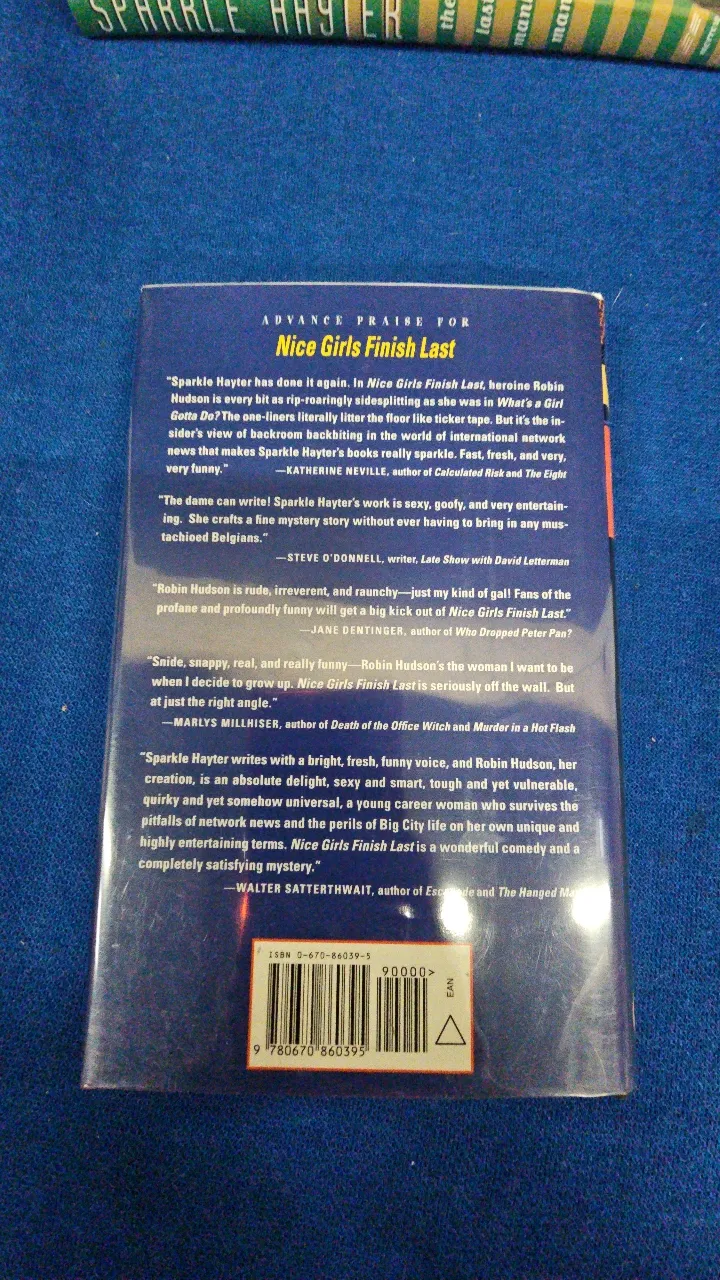 SPARKLE HAYTER
the
last
mani
man
ADVANCE PRAISE FOR
Nice Girls Finish Last
"Sparkle Hayter has done it again. In Nice Girls Finish Last, heroine Robin
Hudson is every bit as rip-roaringly sidesplitting as she was in What's a Girl
Gotta Do? The one-liners literally litter the floor like ticker tape. But it's the in-
sider's view of backroom backbiting in the world of international network
news that makes Sparkle Hayter's books really sparkle. Fast, fresh, and very,
very funny." —KATHERINE NEVILLE, author of Calculated Risk and The Eight
"The dame can write! Sparkle Hayter's work is sexy, goofy, and very entertain-
ing. She crafts a fine mystery story without ever having to bring in any mus-
tachioed Belgians."
—STEVE O'DONNELL, writer, Late Show with David Letterman
"Robin Hudson is rude, irreverent, and raunchy—just my kind of gal! Fans of the
profane and profoundly funny will get a big kick out of Nice Girls Finish Last."
—JANE DENTINGER, author of Who Dropped Peter Pan?
"Snide, snappy, real, and really funny—Robin Hudson's the woman I want to be
when I decide to grow up. Nice Girls Finish Last is seriously off the wall. But
at just the right angle."
—MARLYS MILLHISER, author of Death of the Office Witch and Murder in a Hot Flash
"Sparkle Hayter writes with a bright, fresh, funny voice, and Robin Hudson, her
creation, is an absolute delight, sexy and smart, tough and yet vulnerable,
quirky and yet somehow universal, a young career woman who survives the
pitfalls of network news and the perils of Big City life on her own unique and
highly entertaining terms. Nice Girls Finish Last is a wonderful comedy and a
completely satisfying mystery."
—WALTER SATTERTHWAIT, author of Escapade and The Hanged Ma
ISBN 0-670-86039-5
90000>
EAN
9 780670 860395